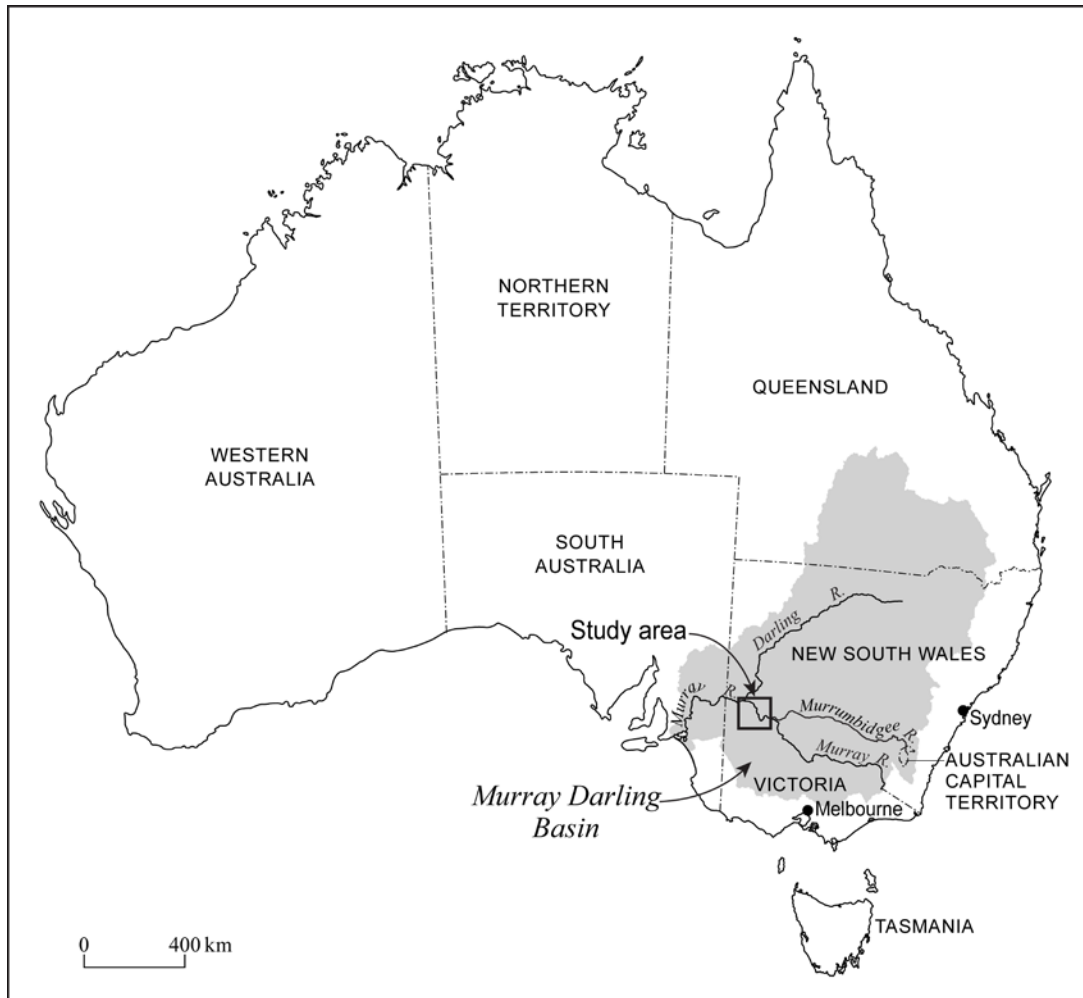 NORTHERN
TERRITORY
QUEENSLAND
WESTERN
AUSTRALIA
SOUTH
AUSTRALIA
Darling R.
Study area
NEW SOUTH WALES
Murray R.
Murrumbidgee R.
Sydney
Murray R.
AUSTRALIAN
CAPITAL
TERRITORY
VICTORIA
Murray Darling
Basin
Melbourne
TASMANIA
0 400 km